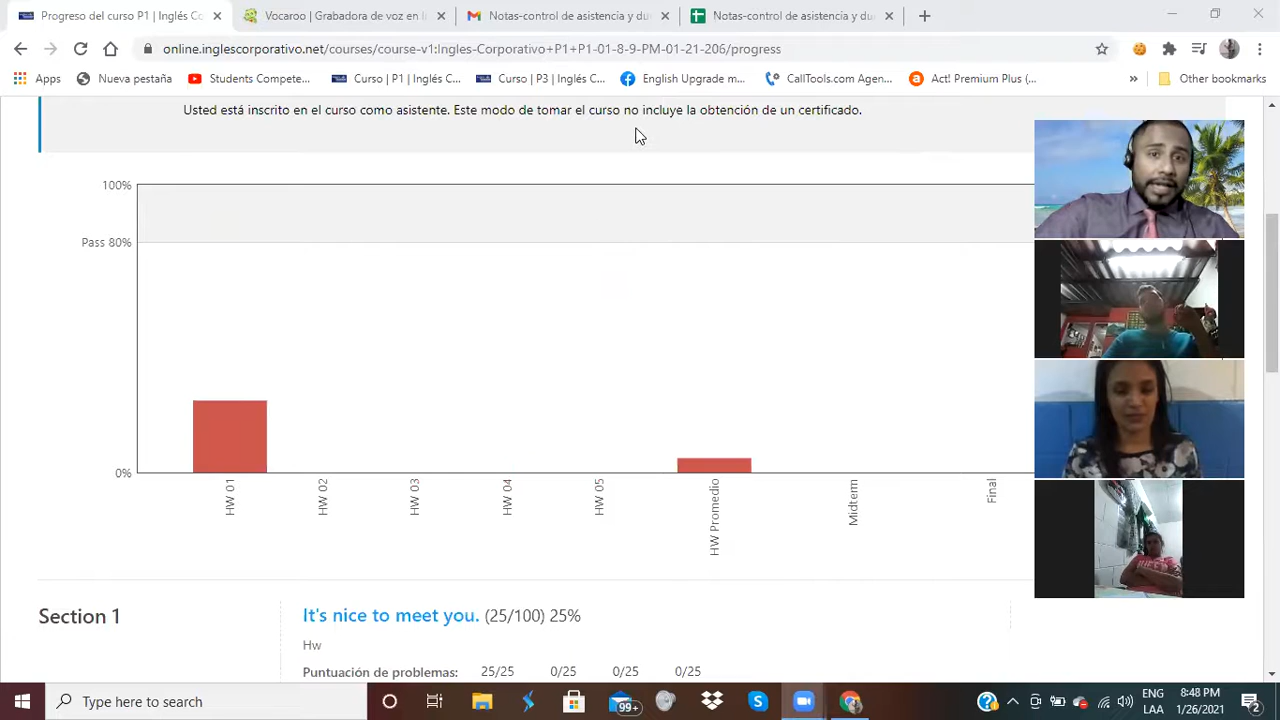 Progreso del curso P1 | Inglés C
Vocaroo | Grabadora de voz en lí
Notas-control de asistencia y du
Notas-control de asistencia y du
online.inglescorporativo.net/courses/course-v1:Ingles-Corporativo+P1+P1-01-8-9-PM-01-21-206/progress
Apps
Nueva pestaña
Students Compete...
Curso | P1 | Inglés C...
Curso | P3 | Inglés C...
English Upgrade m...
CallTools.com Agen...
Act! Premium Plus (...
»
Other bookmarks
Usted está inscrito en el curso como asistente. Este modo de tomar el curso no incluye la obtención de un certificado.
100%
Pass 80%
0%
HW 01
HW 02
HW 03
HW 04
HW 05
HW Promedio
Midterm
Final
Section 1
It's nice to meet you. (25/100) 25%
Hw
Puntuación de problemas: 25/25 0/25 0/25 0/25
Type here to search
99+
ENG
LAA
8:48 PM
1/26/2021
2